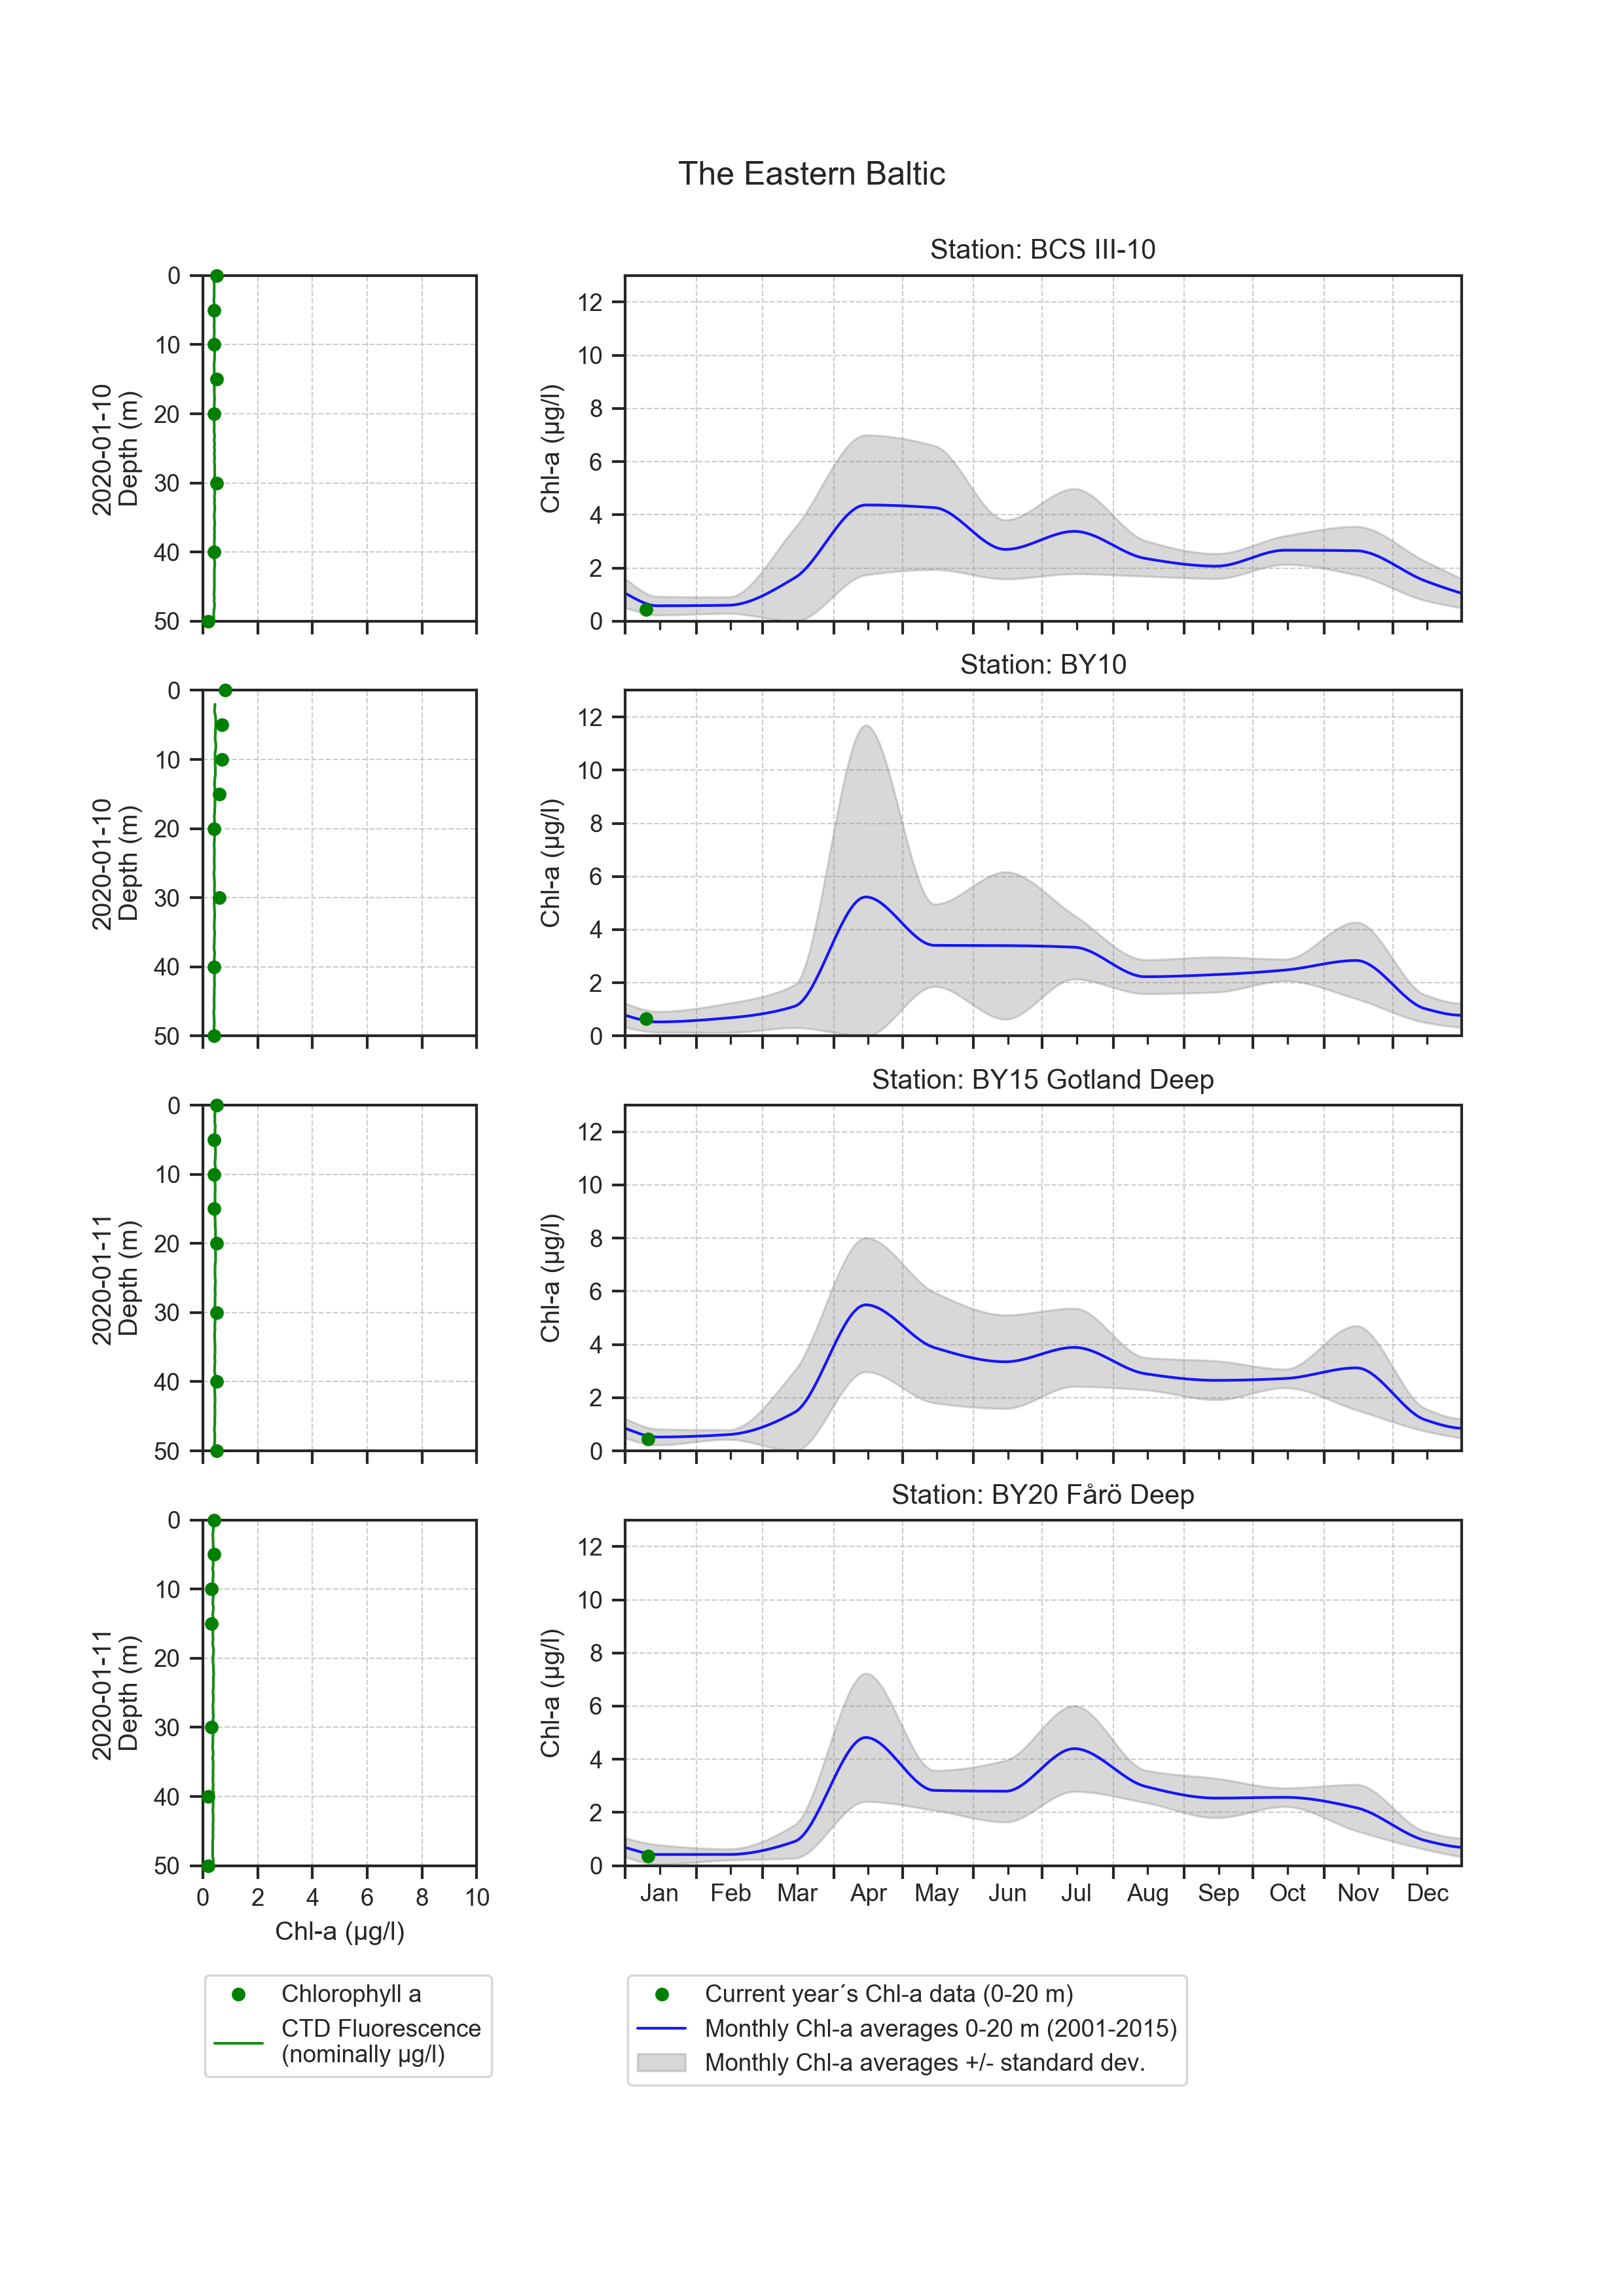 The Eastern Baltic
Station: BCS III-10
0
10
20
30
40
50
2020-01-10
Depth (m)
12
10
8
6
4
2
0
Chl-a (µg/l)
Station: BY10
0
10
20
30
40
50
2020-01-10
Depth (m)
12
10
8
6
4
2
0
Chl-a (µg/l)
Station: BY15 Gotland Deep
0
10
20
30
40
50
2020-01-11
Depth (m)
12
10
8
6
4
2
0
Chl-a (µg/l)
Station: BY20 Fårö Deep
0
10
20
30
40
50
2020-01-11
Depth (m)
0 2 4 6 8 10
Chl-a (µg/l)
12
10
8
6
4
2
0
Chl-a (µg/l)
Jan Feb Mar Apr May Jun Jul Aug Sep Oct Nov Dec
Chlorophyll a
CTD Fluorescence
(nominally µg/l)
Current year´s Chl-a data (0-20 m)
Monthly Chl-a averages 0-20 m (2001-2015)
Monthly Chl-a averages +/- standard dev.